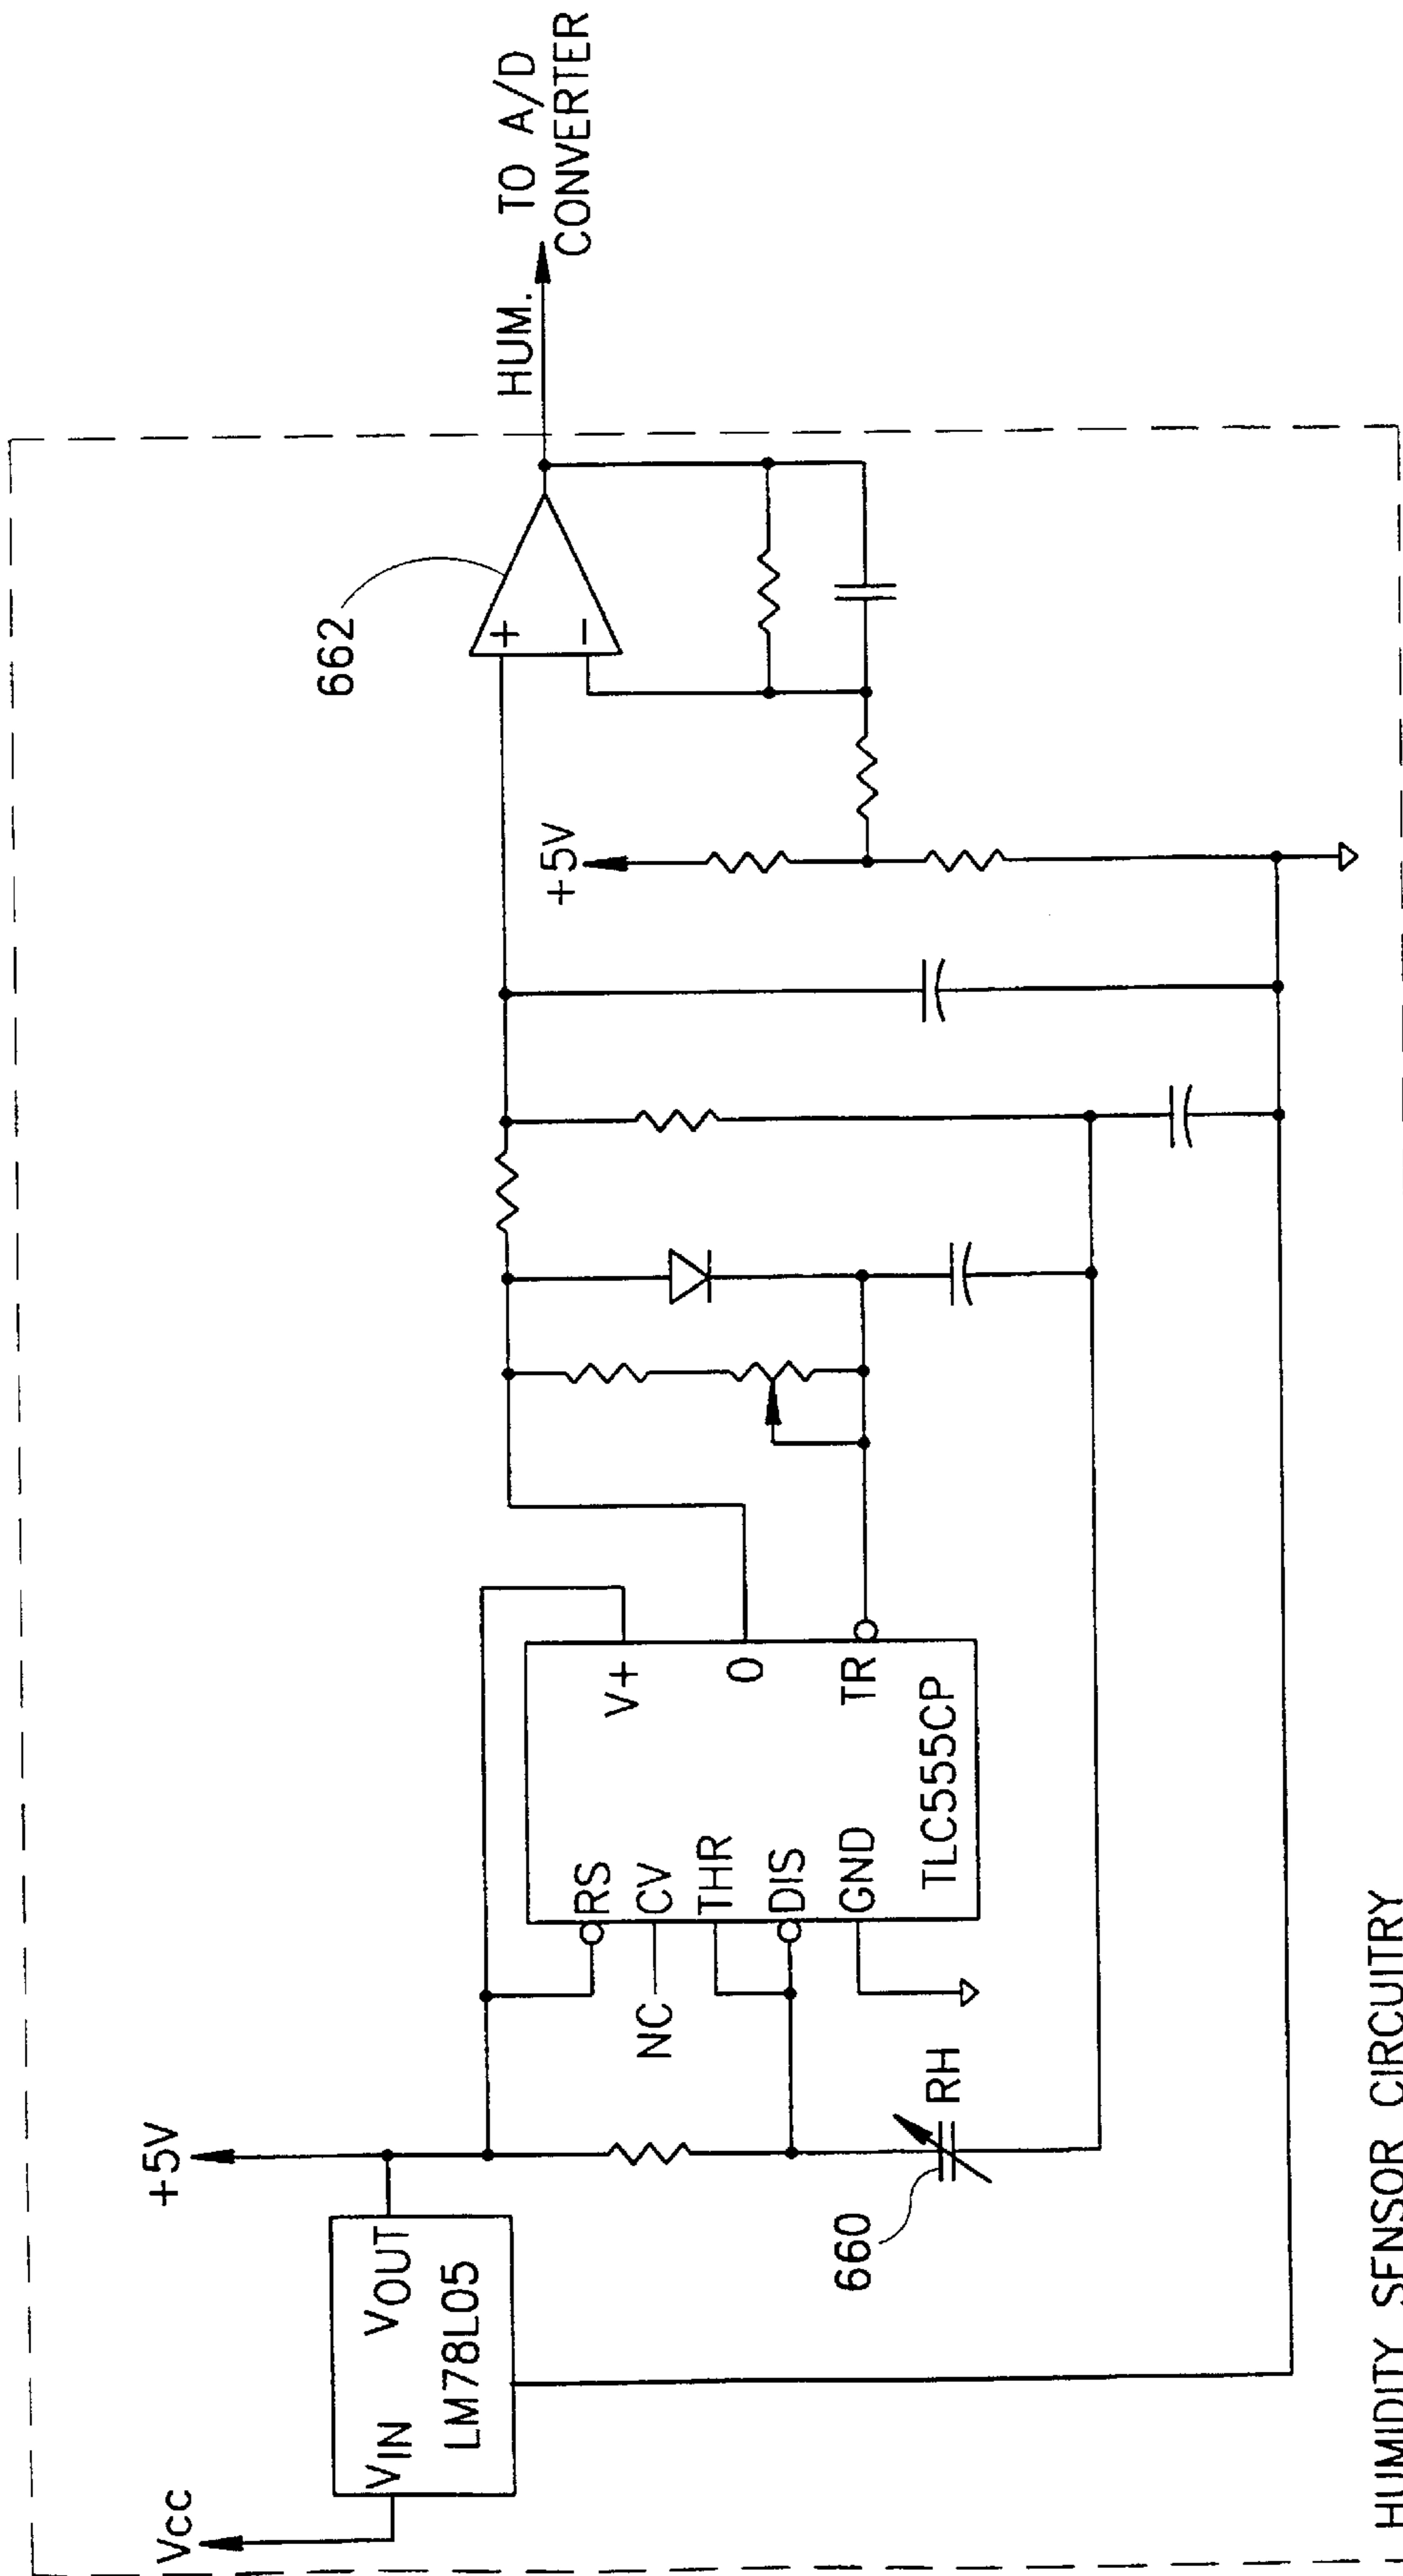 Vcc
+5V
VIN VOUT
LM78L05
662
HUM.
TO A/D
CONVERTER
+5V
RS
CV
THR
DIS
GND
V+
O
TR
TLC555CP
NC
660
RH
HUMIDITY SENSOR CIRCUITRY
+
−